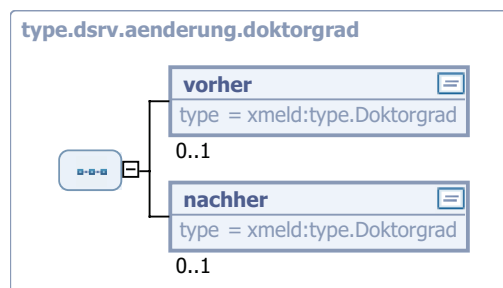 type.dsrv.aenderung.doktorgrad
vorher
type = xmeld:type.Doktorgrad
0..1
nachher
type = xmeld:type.Doktorgrad
0..1